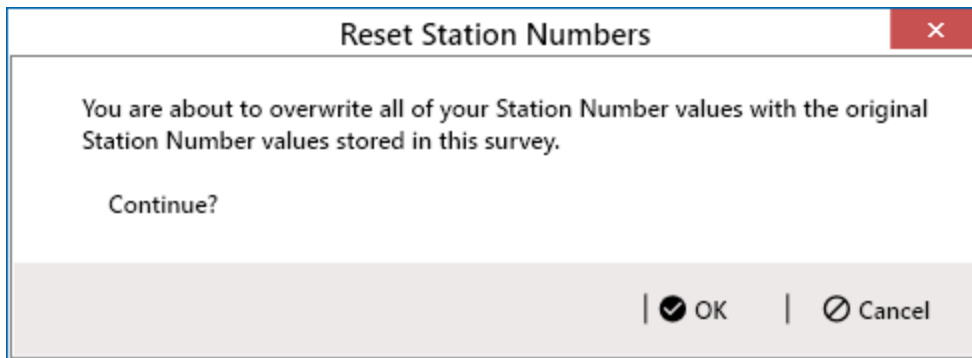 Reset Station Numbers
You are about to overwrite all of your Station Number values with the original
Station Number values stored in this survey.
Continue?
OK
Cancel